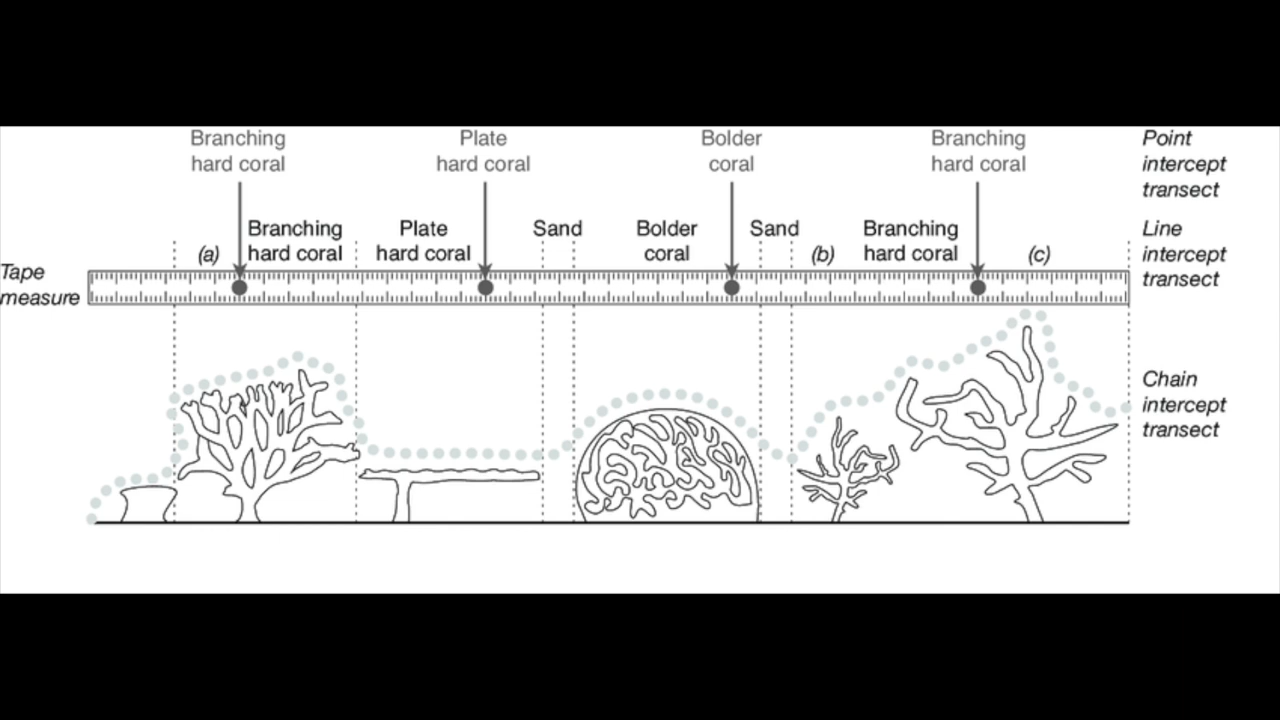 Branching
hard coral
Plate
hard coral
Bolder
coral
Branching
hard coral
Point
intercept
transect
(a)
Branching
hard coral
Plate
hard coral
Sand
Bolder
coral
Sand
(b)
Branching
hard coral
(c)
Line
intercept
transect
Tape
measure
Chain
intercept
transect